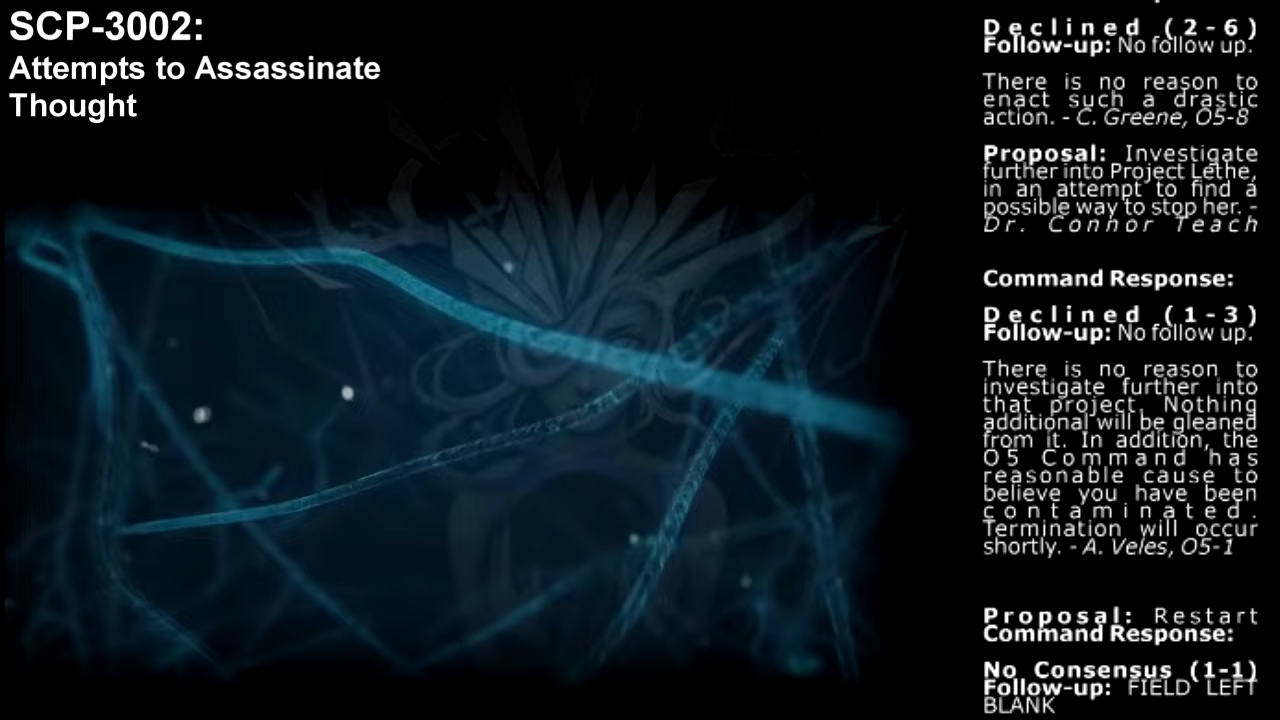 SCP-3002:
Attempts to Assassinate
Thought
Declined (2-6)
Follow-up: No follow up.
There is no reason to
enact such a drastic
action. - C. Greene, O5-8
Proposal: Investigate
further into Project Lethe,
in an attempt to find a
possible way to stop her. -
Dr. Connor Teach
Command Response:
Declined (1-3)
Follow-up: No follow up.
There is no reason to
investigate further into
that project. Nothing
additional will be gleaned
from it. In addition, the
O5 Command has
reasonable cause to
believe you have been
contaminated.
Termination will occur
shortly. - A. Veles, O5-1
Proposal: Restart
Command Response:
No Consensus (1-1)
Follow-up: FIELD LEFT
BLANK